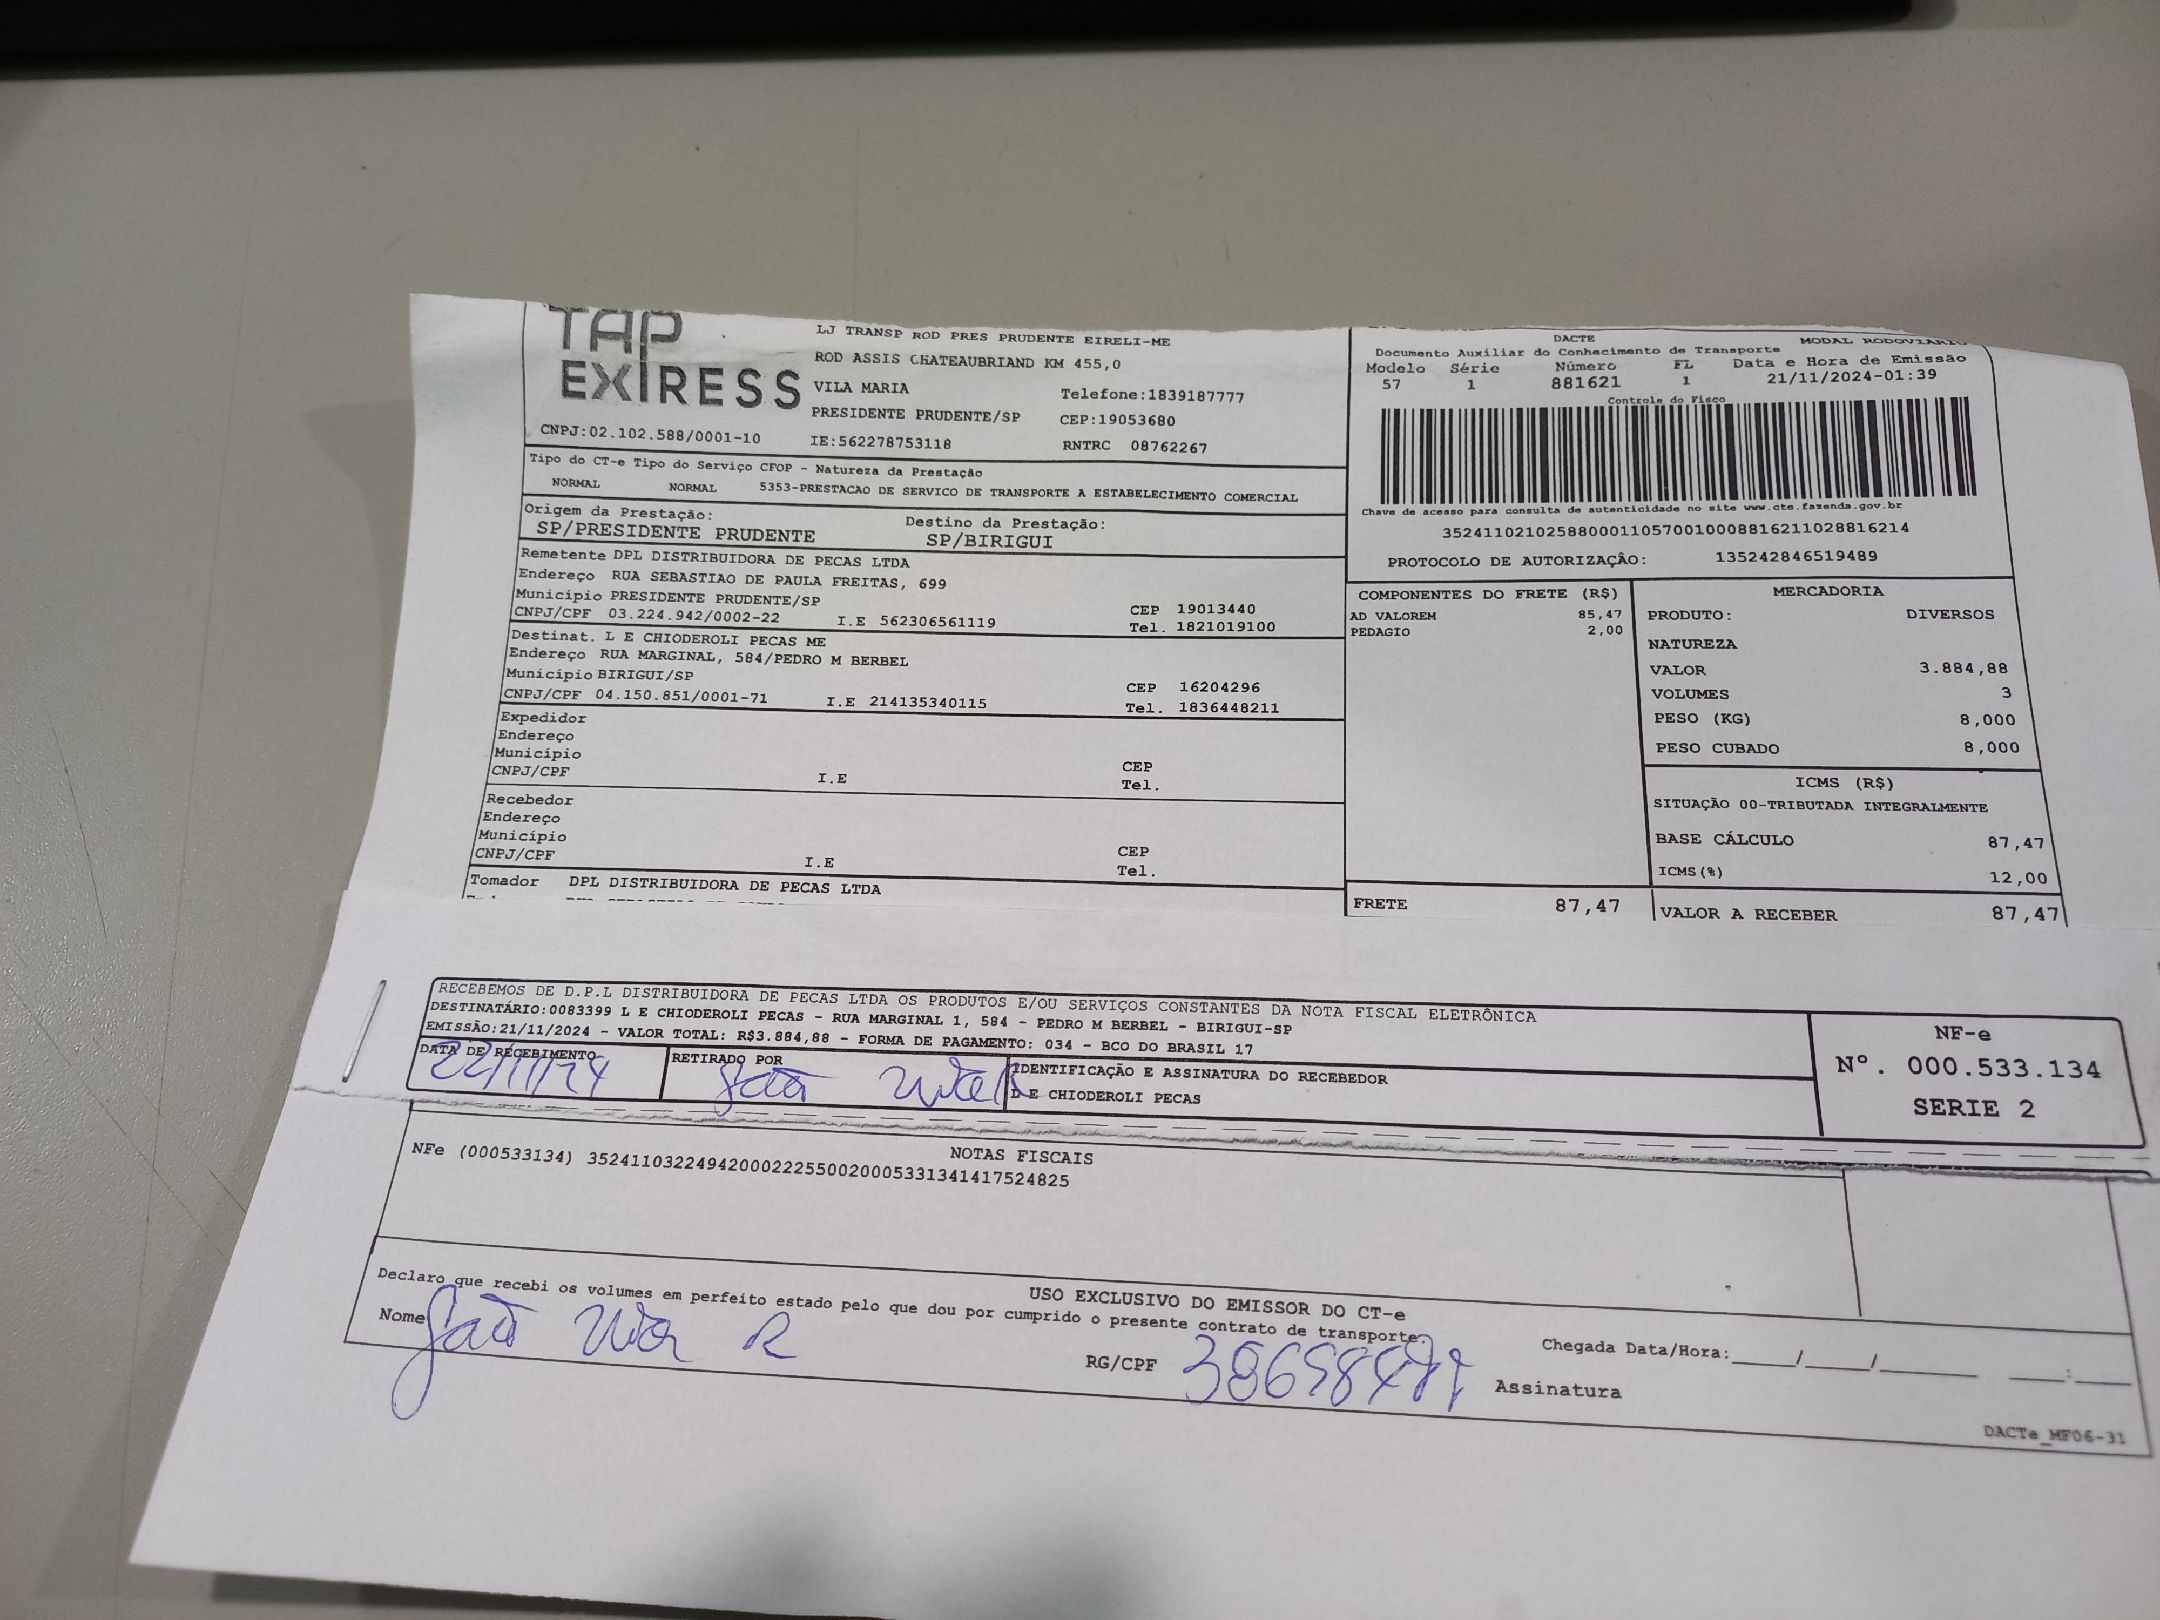 TAP
EXPRESS
CNPJ:02.102.588/0001-10
LJ TRANSP ROD PRES PRUDENTE EIRELI-ME
ROD ASSIS CHATEAUBRIAND KM 455,0
VILA MARIA Telefone:1839187777
PRESIDENTE PRUDENTE/SP CEP:19053680
IE:562278753118 RNTRC 08762267
DACTE MODAL RODOVIARIO
Documento Auxiliar do Conhecimento de Transporte
Modelo Série Número FL Data e Hora de Emissão
57 1 881621 1 21/11/2024-01:39
Controle do Fisco
Chave de acesso para consulta de autenticidade no site www.cte.fazenda.gov.br
35241102102588000110570010008816211028816214
PROTOCOLO DE AUTORIZAÇÃO: 135242846519489
Tipo do CT-e Tipo do Serviço CFOP - Natureza da Prestação
NORMAL NORMAL 5353-PRESTACAO DE SERVICO DE TRANSPORTE A ESTABELECIMENTO COMERCIAL
Origem da Prestação: Destino da Prestação:
SP/PRESIDENTE PRUDENTE SP/BIRIGUI
Remetente DPL DISTRIBUIDORA DE PECAS LTDA
Endereço RUA SEBASTIAO DE PAULA FREITAS, 699
Município PRESIDENTE PRUDENTE/SP CEP 19013440
CNPJ/CPF 03.224.942/0002-22 I.E 562306561119 Tel. 1821019100
Destinat. L E CHIODEROLI PECAS ME
Endereço RUA MARGINAL, 584/PEDRO M BERBEL
Município BIRIGUI/SP CEP 16204296
CNPJ/CPF 04.150.851/0001-71 I.E 214135340115 Tel. 1836448211
Expedidor
Endereço
Município CEP
CNPJ/CPF I.E Tel.
Recebedor
Endereço
Município CEP
CNPJ/CPF I.E Tel.
Tomador DPL DISTRIBUIDORA DE PECAS LTDA
COMPONENTES DO FRETE (R$)
AD VALOREM 85,47
PEDAGIO 2,00
FRETE 87,47
MERCADORIA
PRODUTO: DIVERSOS
NATUREZA
VALOR 3.884,88
VOLUMES 3
PESO (KG) 8,000
PESO CUBADO 8,000
ICMS (R$)
SITUAÇÃO 00-TRIBUTADA INTEGRALMENTE
BASE CÁLCULO 87,47
ICMS(%) 12,00
VALOR A RECEBER 87,47
RECEBEMOS DE D.P.L DISTRIBUIDORA DE PECAS LTDA OS PRODUTOS E/OU SERVIÇOS CONSTANTES DA NOTA FISCAL ELETRÔNICA
DESTINATÁRIO:0083399 L E CHIODEROLI PECAS - RUA MARGINAL 1, 584 - PEDRO M BERBEL - BIRIGUI-SP
EMISSÃO:21/11/2024 - VALOR TOTAL: R$3.884,88 - FORMA DE PAGAMENTO: 034 - BCO DO BRASIL 17
DATA DE RECEBIMENTO RETIRADO POR IDENTIFICAÇÃO E ASSINATURA DO RECEBEDOR
22/11/24 João L E CHIODEROLI PECAS
NF-e
Nº. 000.533.134
SERIE 2
NOTAS FISCAIS
NFe (000533134) 35241103224942000222550020005331341417524825
USO EXCLUSIVO DO EMISSOR DO CT-e
Declaro que recebi os volumes em perfeito estado pelo que dou por cumprido o presente contrato de transporte.
Nome João RG/CPF Assinatura
Chegada Data/Hora:_____/_____/__________ _____:_____
DACTe_MF06-31